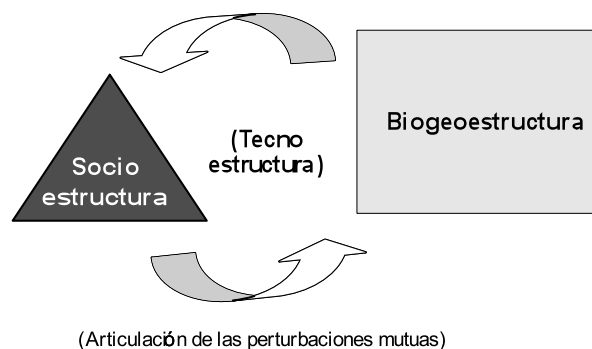 Socio
estructura
(Tecno
estructura)
Biogeoestructura
(Articulación de las perturbaciones mutuas)